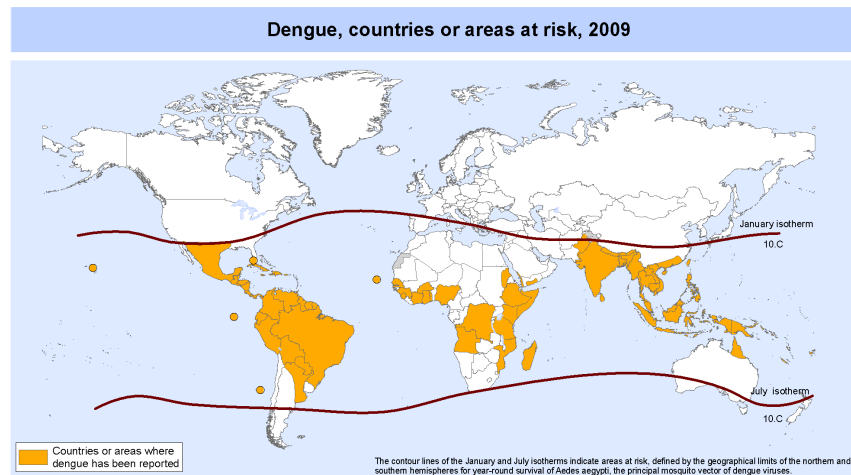 Dengue, countries or areas at risk, 2009
January isotherm
10.C
July isotherm
10.C
Countries or areas where
dengue has been reported
The contour lines of the January and July isotherms indicate areas at risk, defined by the geographical limits of the northern and
southern hemispheres for year-round survival of Aedes aegypti, the principal mosquito vector of dengue viruses.